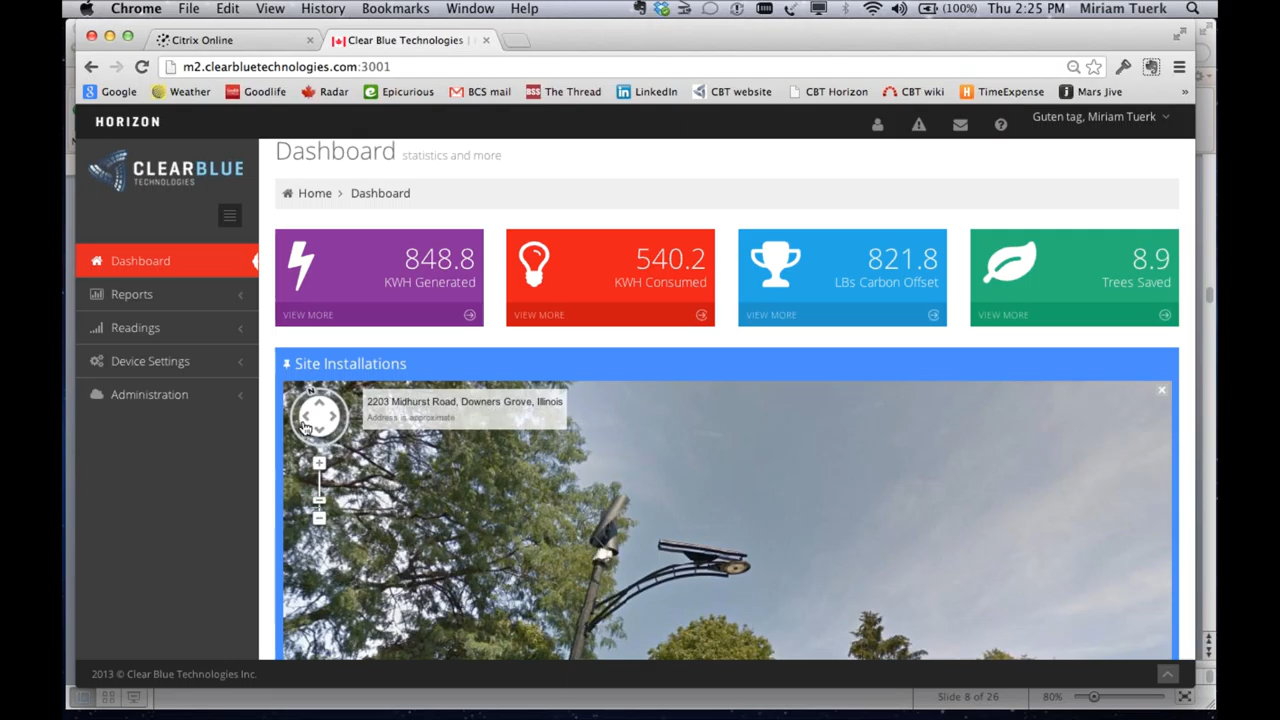 Chrome File Edit View History Bookmarks Window Help (100%) Thu 2:25 PM Miriam Tuerk
Citrix Online × Clear Blue Technologies | ×
m2.clearbluetechnologies.com:3001
Google Weather Goodlife Radar Epicurious BCS mail The Thread LinkedIn CBT website CBT Horizon CBT wiki TimeExpense Mars Jive »
HORIZON
Guten tag, Miriam Tuerk
CLEARBLUE
TECHNOLOGIES
Dashboard statistics and more
Home > Dashboard
Dashboard
Reports
Readings
Device Settings
Administration
848.8
KWH Generated
VIEW MORE
540.2
KWH Consumed
VIEW MORE
821.8
LBs Carbon Offset
VIEW MORE
8.9
Trees Saved
VIEW MORE
Site Installations
N
2203 Midhurst Road, Downers Grove, Illinois
Address is approximate
2013 © Clear Blue Technologies Inc.
Slide 8 of 26 80%